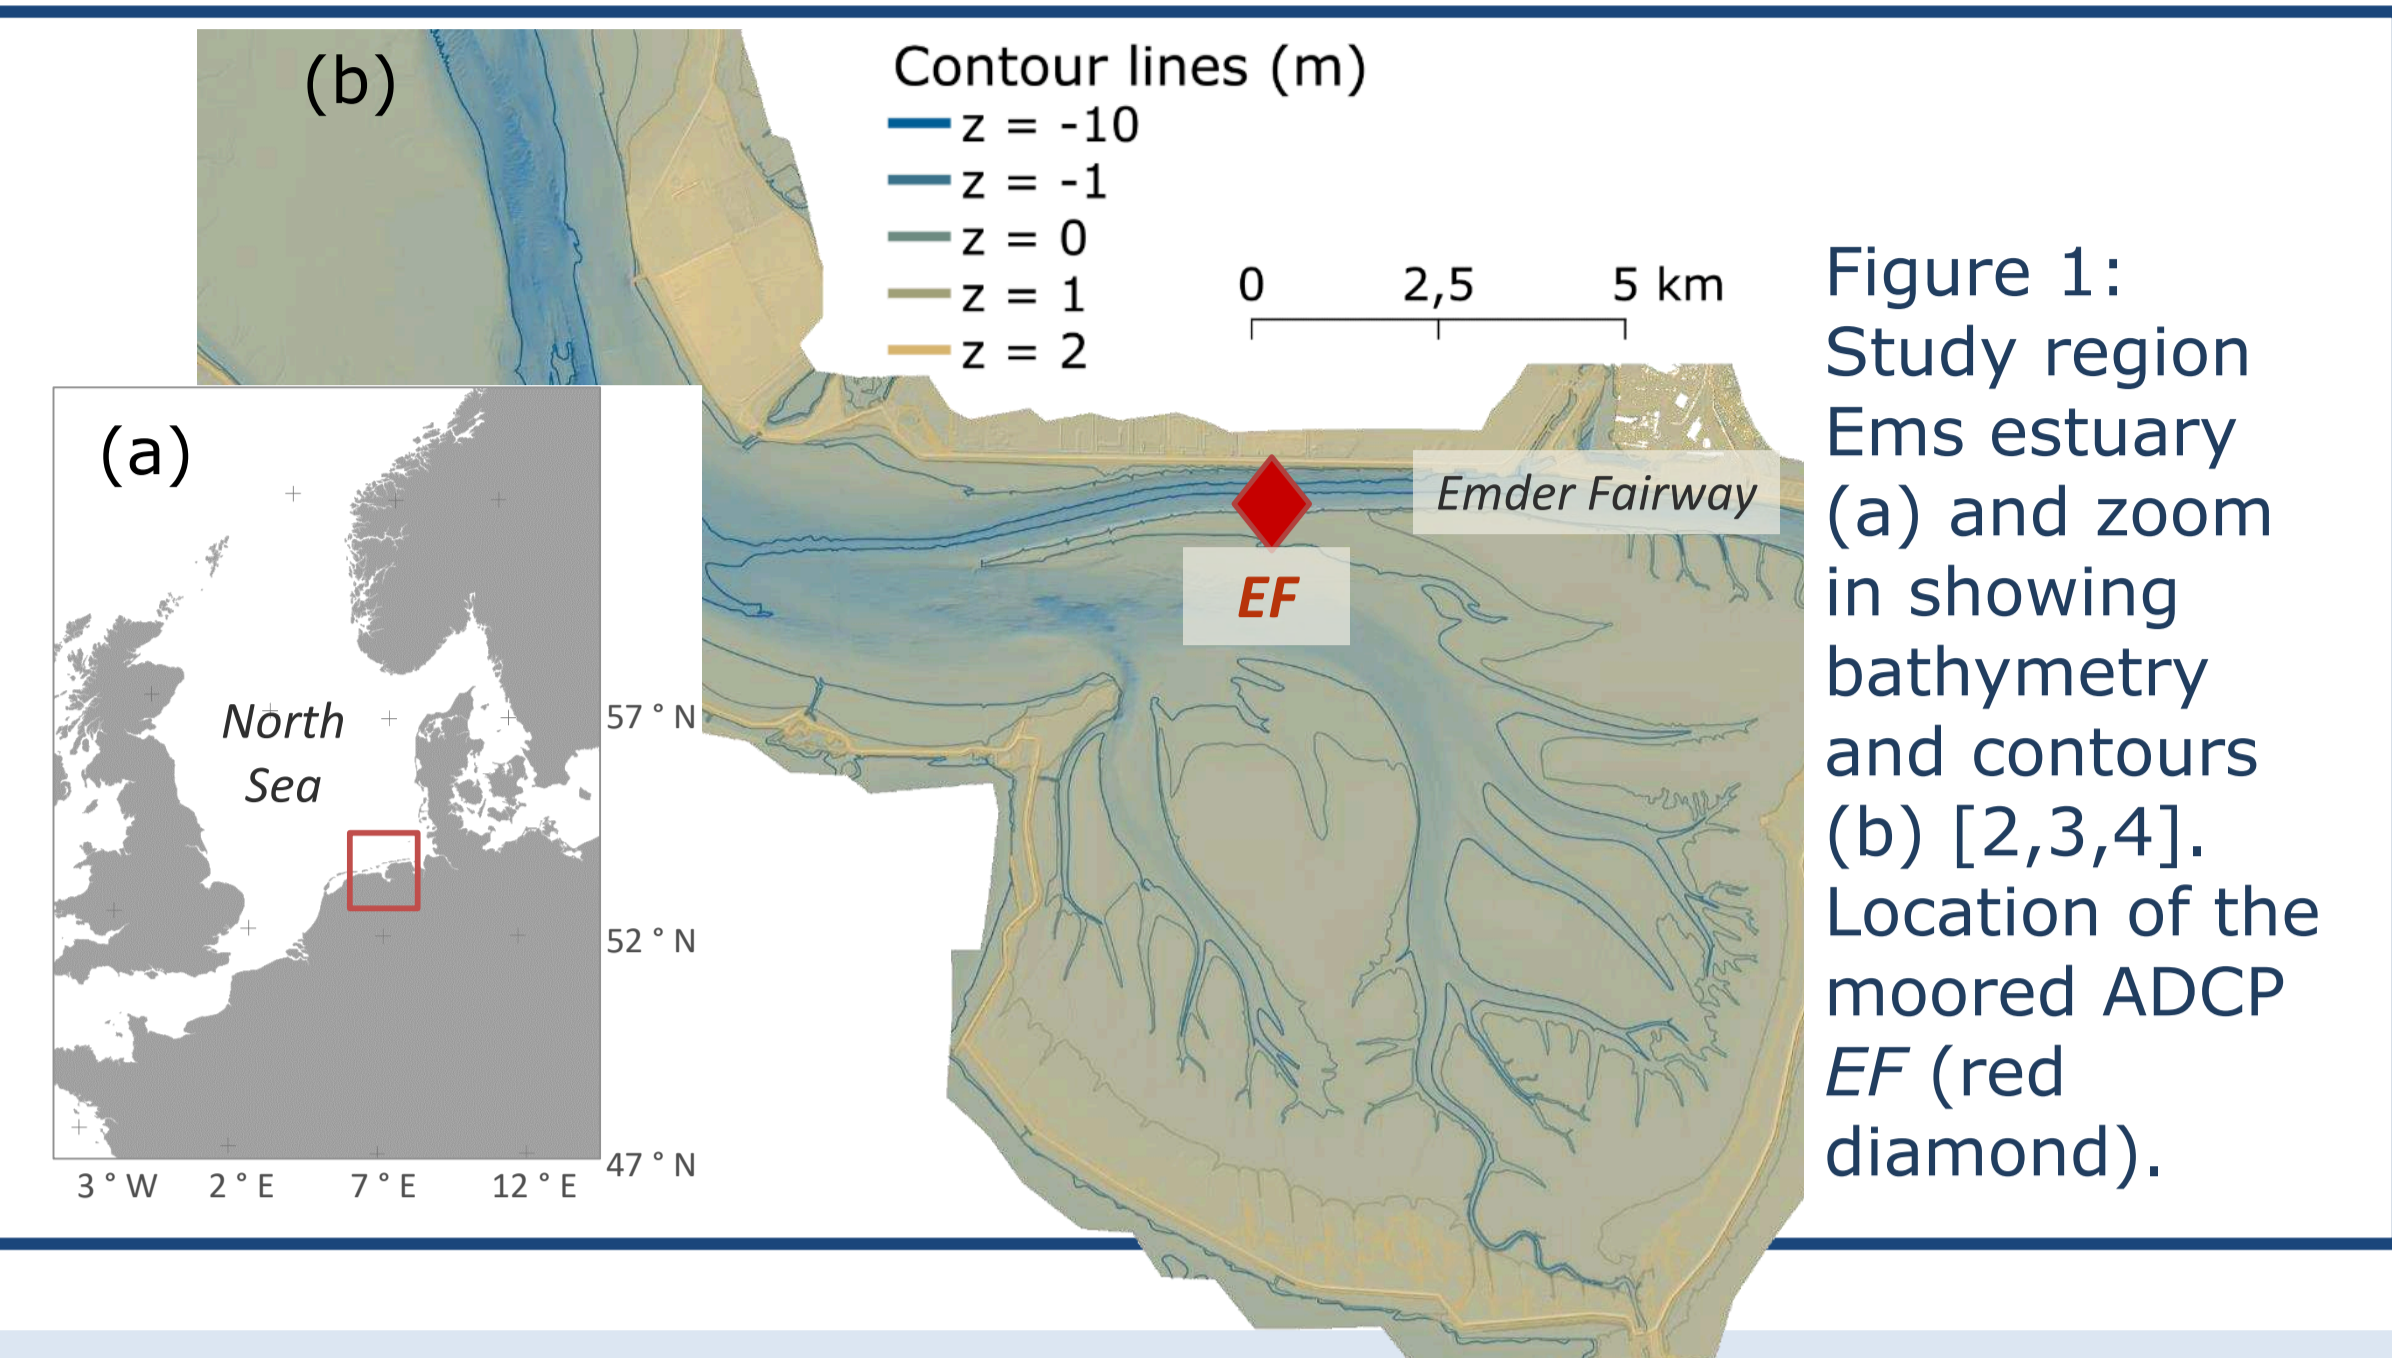 (b)
Contour lines (m)
z = -10
z = -1
z = 0
z = 1
z = 2
0 2,5 5 km
Emder Fairway
EF
(a)
North
Sea
57 ° N
52 ° N
47 ° N
3 ° W 2 ° E 7 ° E 12 ° E
Figure 1:
Study region
Ems estuary
(a) and zoom
in showing
bathymetry
and contours
(b) [2,3,4].
Location of the
moored ADCP
EF (red
diamond).